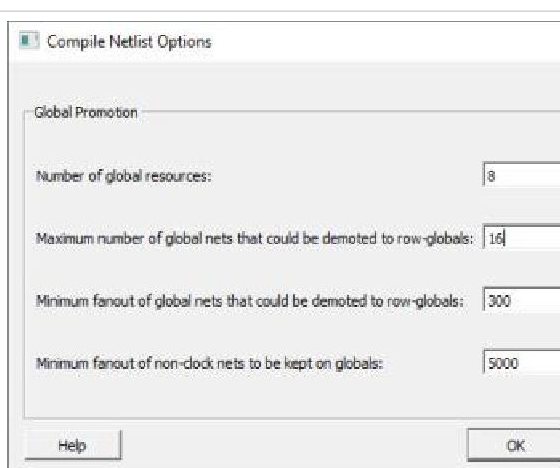 Compile Netlist Options
Global Promotion
Number of global resources: 8
Maximum number of global nets that could be demoted to row-globals: 16
Minimum fanout of global nets that could be demoted to row-globals: 300
Minimum fanout of non-clock nets to be kept on globals: 5000
Help OK